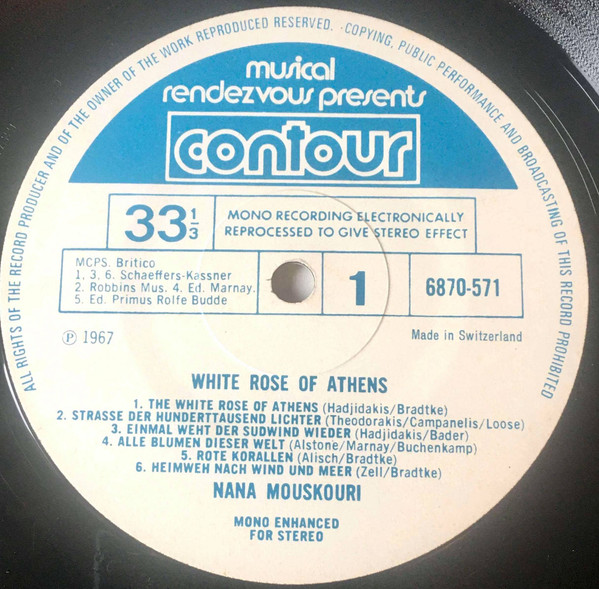 ALL RIGHTS OF THE RECORD PRODUCER AND OF THE OWNER OF THE WORK REPRODUCED RESERVED. -COPYING, PUBLIC PERFORMANCE AND BROADCASTING OF THIS RECORD PROHIBITED
musical
rendezvous presents
contour
33 1/3
MONO RECORDING ELECTRONICALLY
REPROCESSED TO GIVE STEREO EFFECT
MCPS. Britico
1, 3, 6. Schaeffers-Kassner
2. Robbins Mus. 4. Ed. Marnay.
5. Ed. Primus Rolfe Budde
1
6870-571
Ⓟ 1967
Made in Switzerland
WHITE ROSE OF ATHENS
1. THE WHITE ROSE OF ATHENS (Hadjidakis/Bradtke)
2. STRASSE DER HUNDERTTAUSEND LICHTER (Theodorakis/Campanelis/Loose)
3. EINMAL WEHT DER SUDWIND WIEDER (Hadjidakis/Bader)
4. ALLE BLUMEN DIESER WELT (Alstone/Marnay/Buchenkamp)
5. ROTE KORALLEN (Alisch/Bradtke)
6. HEIMWEH NACH WIND UND MEER (Zell/Bradtke)
NANA MOUSKOURI
MONO ENHANCED
FOR STEREO